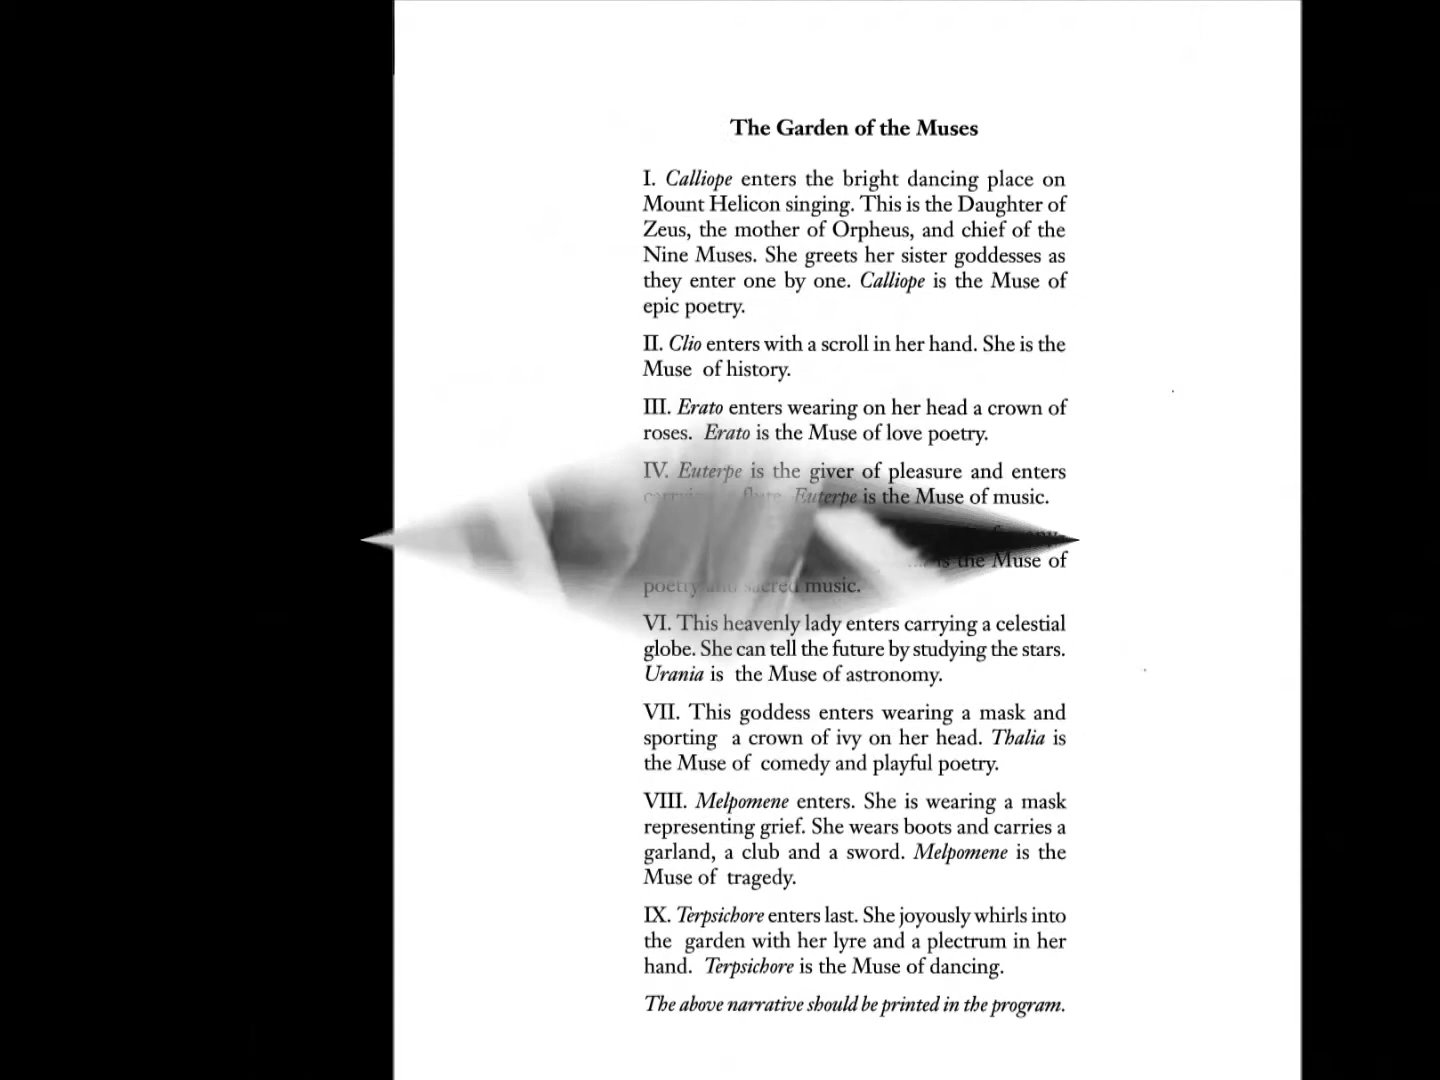 The Garden of the Muses
I. Calliope enters the bright dancing place on
Mount Helicon singing. This is the Daughter of
Zeus, the mother of Orpheus, and chief of the
Nine Muses. She greets her sister goddesses as
they enter one by one. Calliope is the Muse of
epic poetry.
II. Clio enters with a scroll in her hand. She is the
Muse of history.
III. Erato enters wearing on her head a crown of
roses. Erato is the Muse of love poetry.
IV. Euterpe is the giver of pleasure and enters
carrying a flute. Euterpe is the Muse of music.
is the Muse of
poetry and sacred music.
VI. This heavenly lady enters carrying a celestial
globe. She can tell the future by studying the stars.
Urania is the Muse of astronomy.
VII. This goddess enters wearing a mask and
sporting a crown of ivy on her head. Thalia is
the Muse of comedy and playful poetry.
VIII. Melpomene enters. She is wearing a mask
representing grief. She wears boots and carries a
garland, a club and a sword. Melpomene is the
Muse of tragedy.
IX. Terpsichore enters last. She joyously whirls into
the garden with her lyre and a plectrum in her
hand. Terpsichore is the Muse of dancing.
The above narrative should be printed in the program.